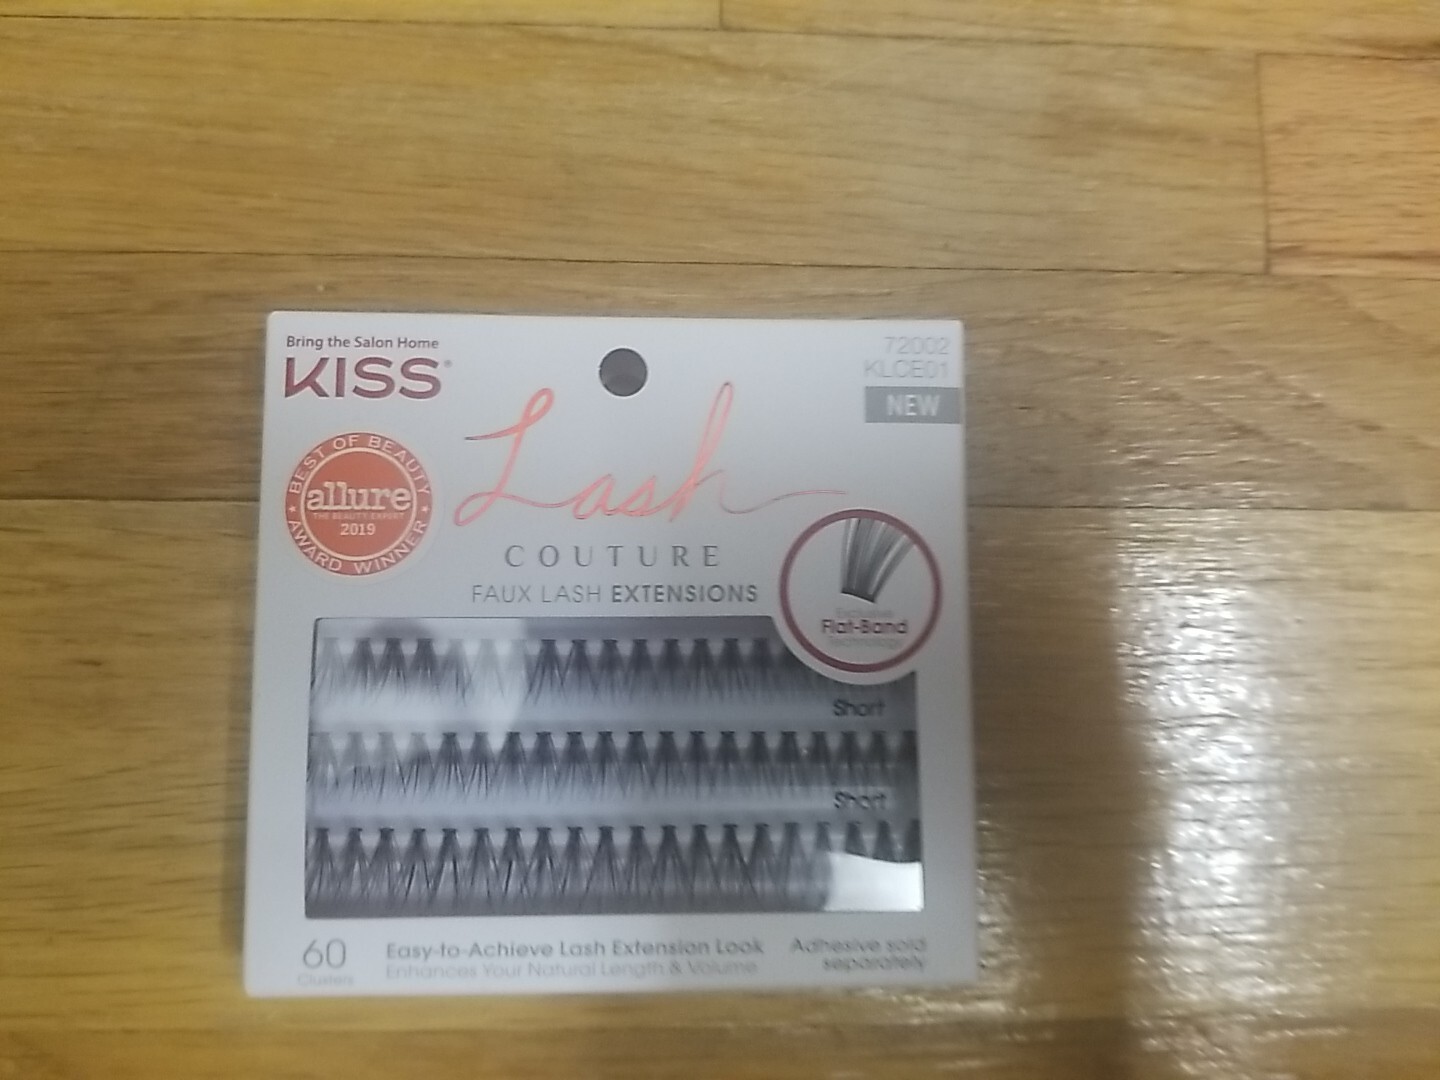 Bring the Salon Home
KISS®
72002
KLCE01
NEW
BEST OF BEAUTY
allure
THE BEAUTY EXPERT
2019
AWARD WINNER
Lash
COUTURE
FAUX LASH EXTENSIONS
Exclusive
Flat-Band
Technology
Short
Short
60
Clusters
Easy-to-Achieve Lash Extension Look
Enhances Your Natural Length & Volume
Adhesive sold
separately